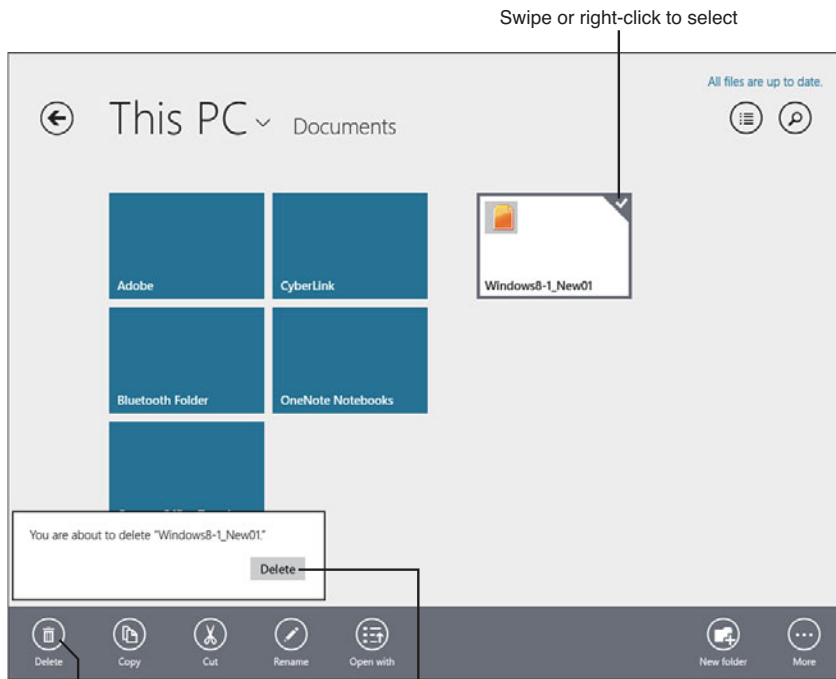 Swipe or right-click to select
All files are up to date.
This PC Documents
Adobe
CyberLink
Windows8-1_New01
Bluetooth Folder
OneNote Notebooks
You are about to delete "Windows8-1_New01."
Delete
Delete
Copy
Cut
Rename
Open with
New folder
More